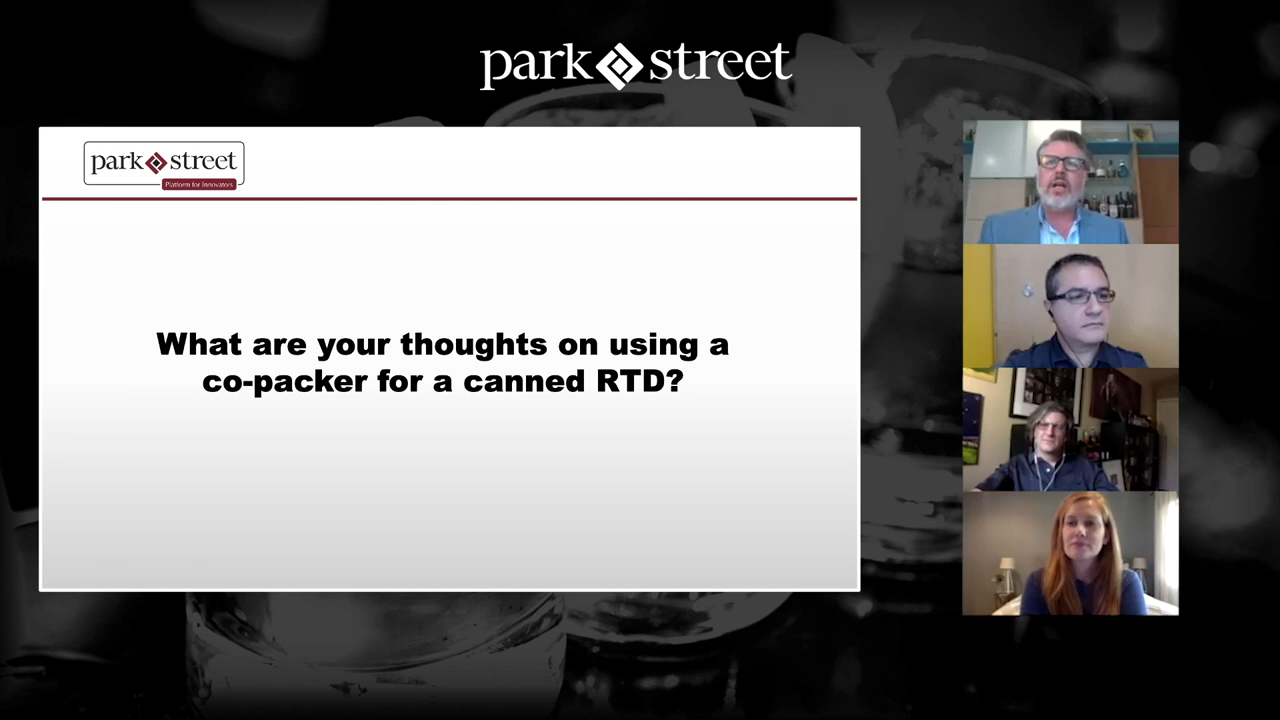 park street
park street
Platform for Innovators
What are your thoughts on using a
co-packer for a canned RTD?